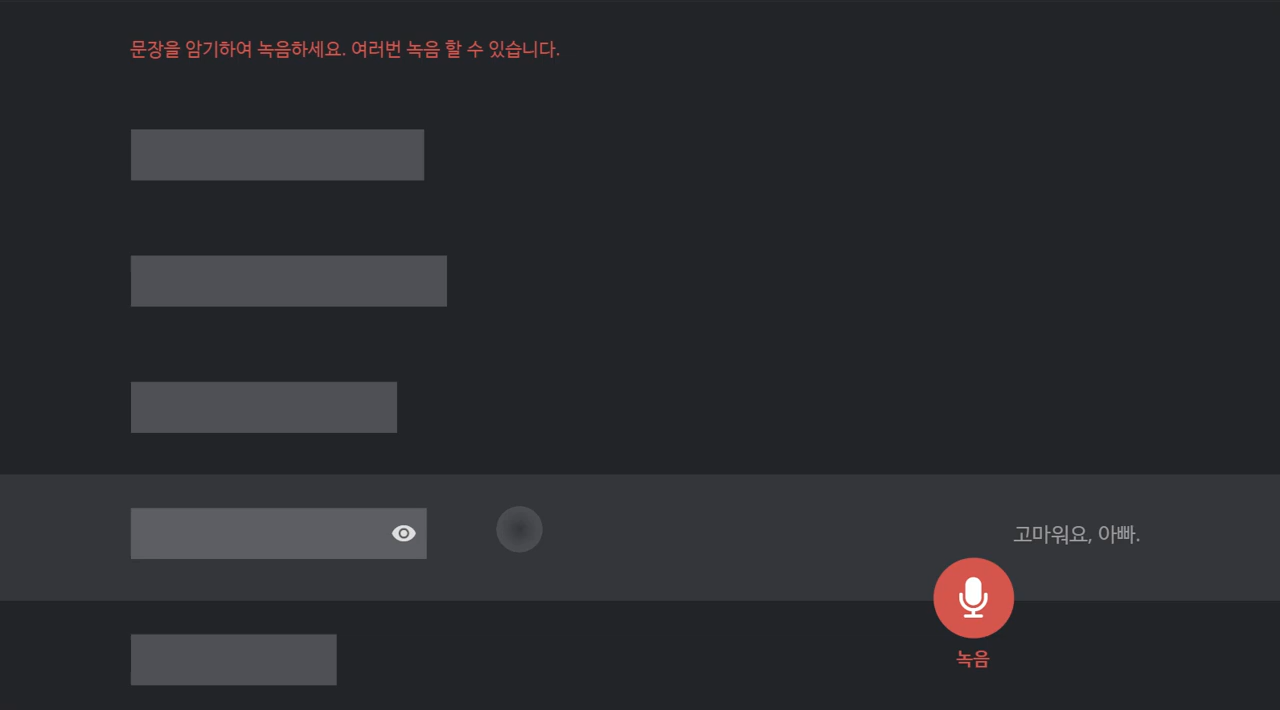 문장을 암기하여 녹음하세요. 여러번 녹음 할 수 있습니다.
고마워요, 아빠.
녹음